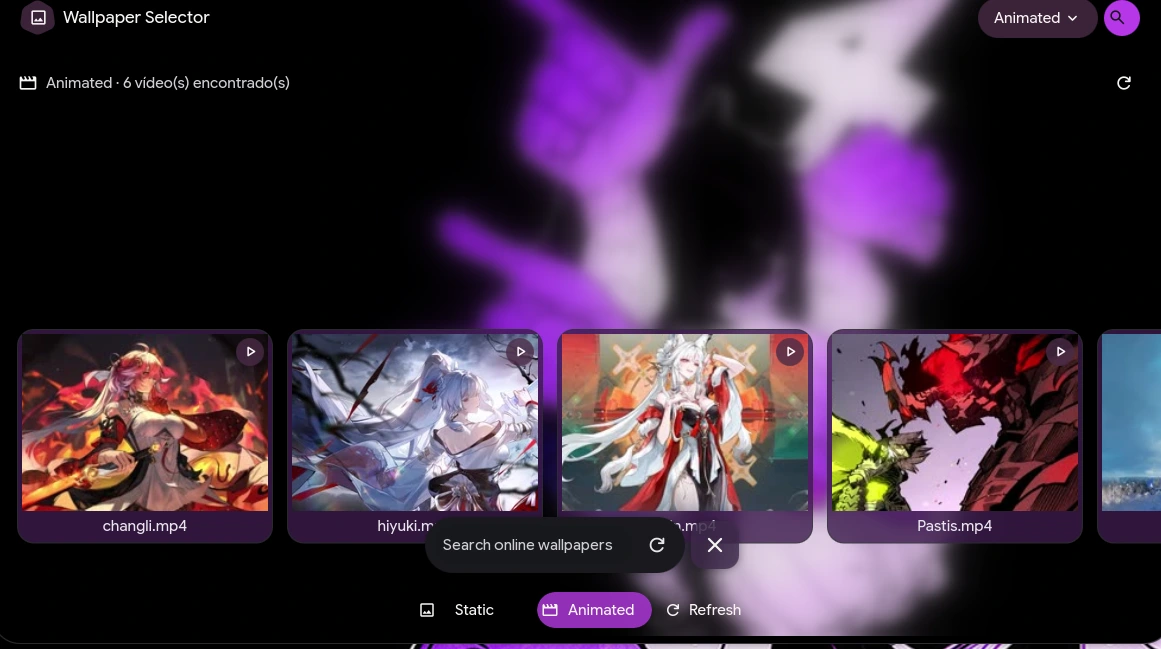 Wallpaper Selector
Animated
Animated · 6 vídeo(s) encontrado(s)
changli.mp4
Pastis.mp4
Search online wallpapers
Static
Animated
Refresh